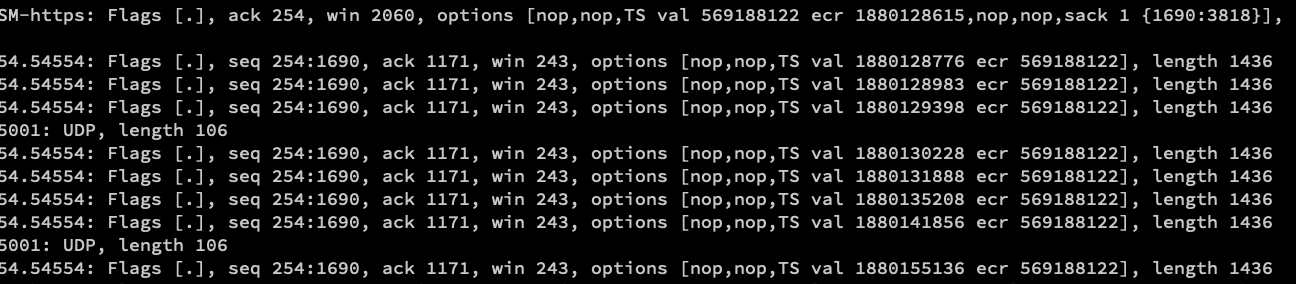 SM-https: Flags [.], ack 254, win 2060, options [nop,nop,TS val 569188122 ecr 1880128615,nop,nop,sack 1 {1690:3818}],
54.54554: Flags [.], seq 254:1690, ack 1171, win 243, options [nop,nop,TS val 1880128776 ecr 569188122], length 1436
54.54554: Flags [.], seq 254:1690, ack 1171, win 243, options [nop,nop,TS val 1880128983 ecr 569188122], length 1436
54.54554: Flags [.], seq 254:1690, ack 1171, win 243, options [nop,nop,TS val 1880129398 ecr 569188122], length 1436
5001: UDP, length 106
54.54554: Flags [.], seq 254:1690, ack 1171, win 243, options [nop,nop,TS val 1880130228 ecr 569188122], length 1436
54.54554: Flags [.], seq 254:1690, ack 1171, win 243, options [nop,nop,TS val 1880131888 ecr 569188122], length 1436
54.54554: Flags [.], seq 254:1690, ack 1171, win 243, options [nop,nop,TS val 1880135208 ecr 569188122], length 1436
54.54554: Flags [.], seq 254:1690, ack 1171, win 243, options [nop,nop,TS val 1880141856 ecr 569188122], length 1436
5001: UDP, length 106
54.54554: Flags [.], seq 254:1690, ack 1171, win 243, options [nop,nop,TS val 1880155136 ecr 569188122], length 1436